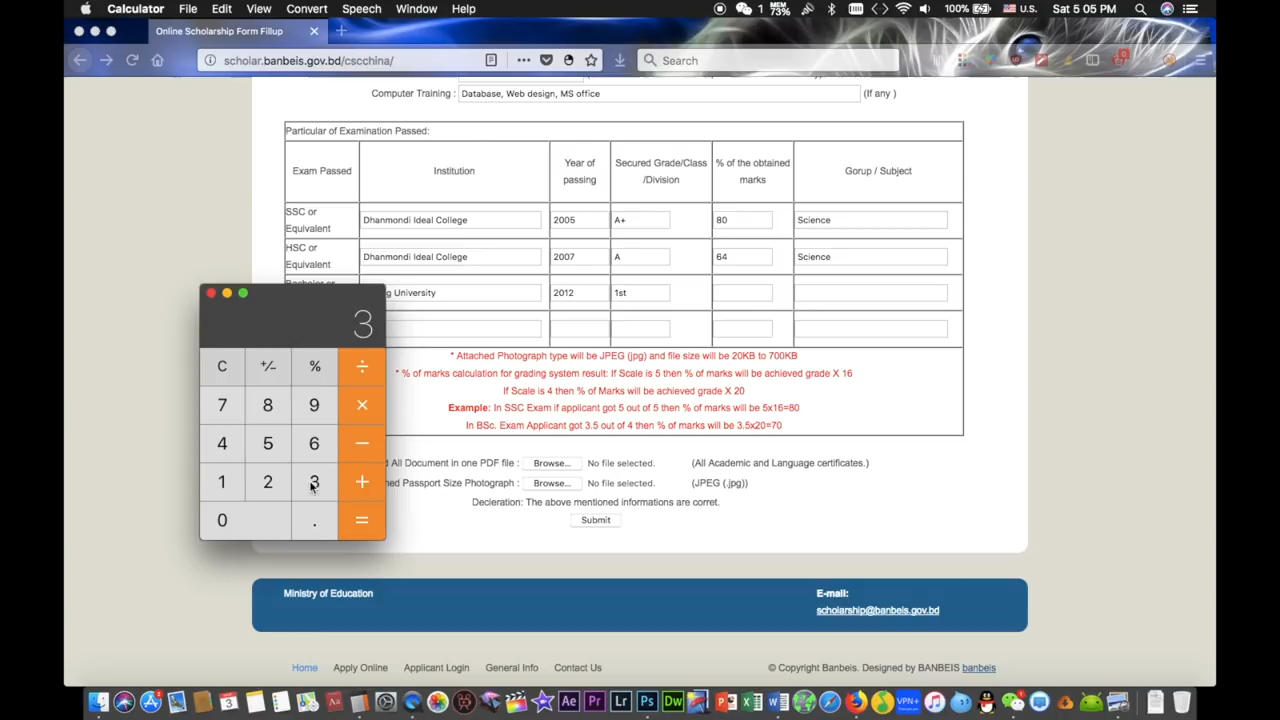 Calculator File Edit View Convert Speech Window Help 1 MEM 73% 100% U.S. Sat 5 05 PM
Online Scholarship Form Fillup
scholar.banbeis.gov.bd/cscchina/ Search
Computer Training : Database, Web design, MS office (If any )
Particular of Examination Passed:
Exam Passed Institution Year of passing Secured Grade/Class /Division % of the obtained marks Gorup / Subject
SSC or Equivalent Dhanmondi Ideal College 2005 A+ 80 Science
HSC or Equivalent Dhanmondi Ideal College 2007 A 64 Science
University 2012 1st
* Attached Photograph type will be JPEG (jpg) and file size will be 20KB to 700KB
* % of marks calculation for grading system result: If Scale is 5 then % of marks will be achieved grade X 16
If Scale is 4 then % of Marks will be achieved grade X 20
Example: In SSC Exam if applicant got 5 out of 5 then % of marks will be 5x16=80
In BSc. Exam Applicant got 3.5 out of 4 then % of marks will be 3.5x20=70
All Document in one PDF file : Browse... No file selected. (All Academic and Language certificates.)
Passport Size Photograph : Browse... No file selected. (JPEG (.jpg))
Decleration: The above mentioned informations are corret.
Submit
3
C +/- % ÷
7 8 9 ×
4 5 6 −
1 2 3 +
0 . =
Ministry of Education E-mail:
scholarship@banbeis.gov.bd
Home Apply Online Applicant Login General Info Contact Us © Copyright Banbeis. Designed by BANBEIS banbeis
3 Ae Pr Lr Ps Dw VPN+